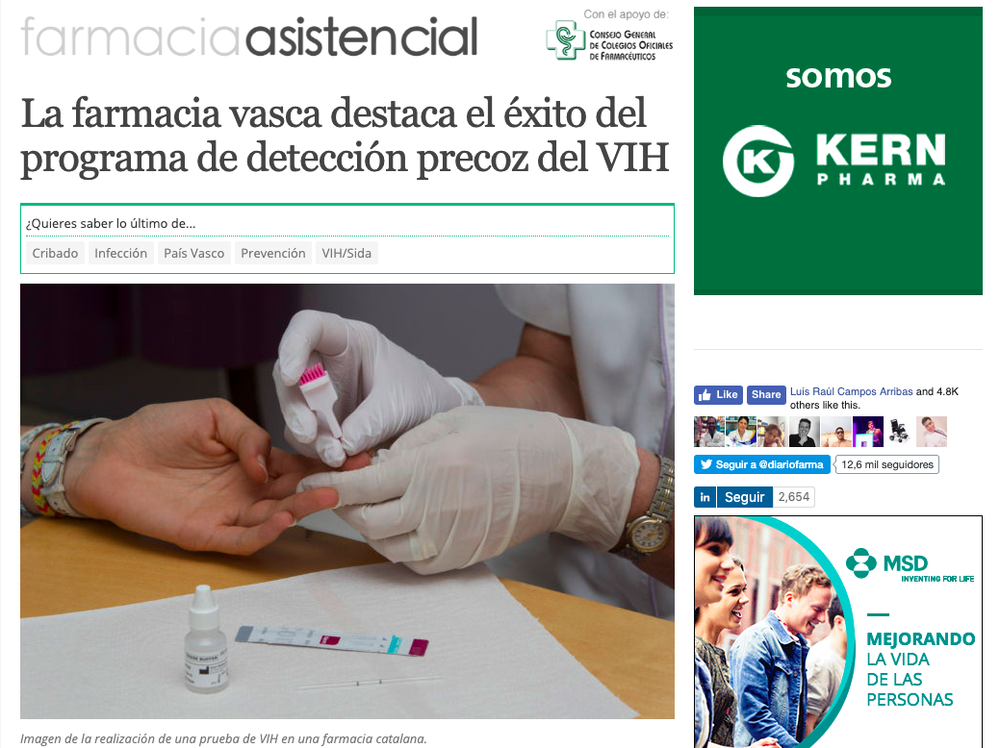 farmaciaasistencial
Con el apoyo de:
CONSEJO GENERAL
DE COLEGIOS OFICIALES
DE FARMACÉUTICOS
La farmacia vasca destaca el éxito del
programa de detección precoz del VIH
¿Quieres saber lo último de...
Cribado Infección País Vasco Prevención VIH/Sida
Imagen de la realización de una prueba de VIH en una farmacia catalana.
somos
K KERN
PHARMA
Like Share Luis Raúl Campos Arribas and 4.8K
others like this.
Seguir a @diariofarma 12,6 mil seguidores
in Seguir 2,654
MSD
INVENTING FOR LIFE
MEJORANDO
LA VIDA
DE LAS
PERSONAS